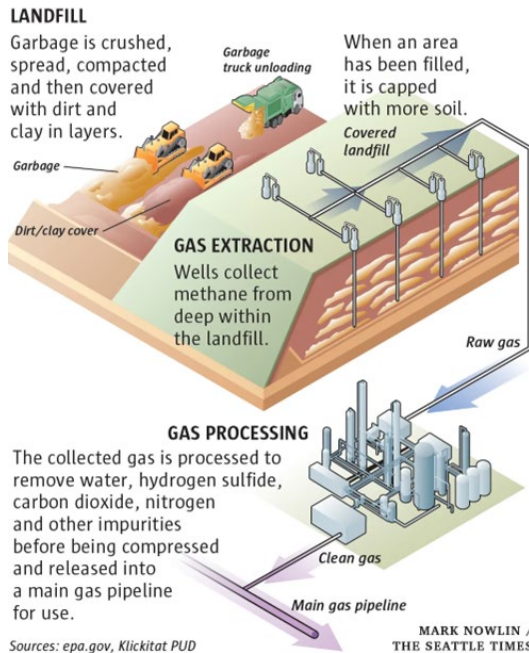 LANDFILL
Garbage is crushed,
spread, compacted
and then covered
with dirt and
clay in layers.
Garbage
truck unloading
When an area
has been filled,
it is capped
with more soil.
Covered
landfill
Garbage
Dirt/clay cover
GAS EXTRACTION
Wells collect
methane from
deep within
the landfill.
Raw gas
GAS PROCESSING
The collected gas is processed to
remove water, hydrogen sulfide,
carbon dioxide, nitrogen
and other impurities
before being compressed
and released into
a main gas pipeline
for use.
Clean gas
Main gas pipeline
Sources: epa.gov, Klickitat PUD
MARK NOWLIN /
THE SEATTLE TIMES